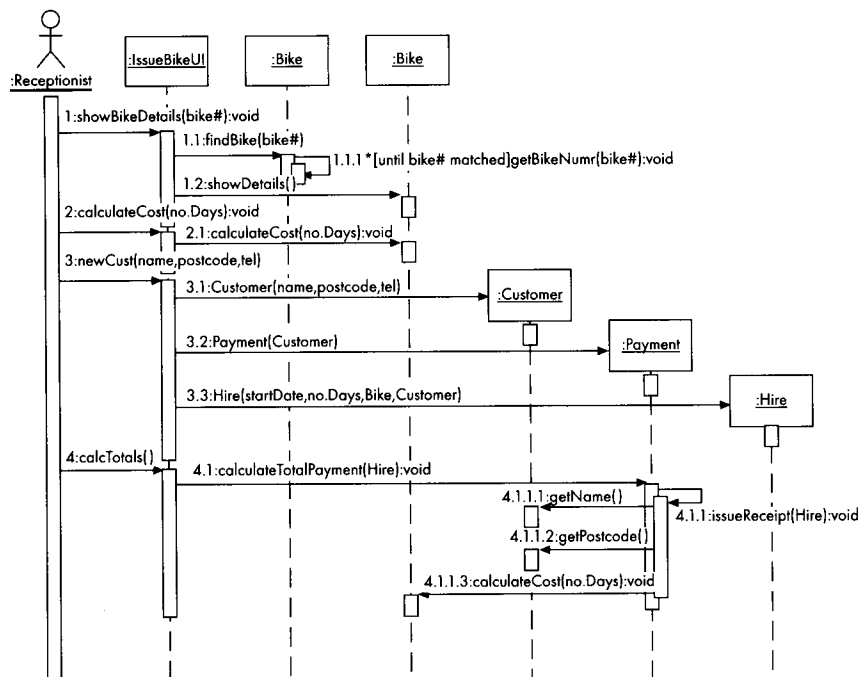 :Receptionist
:IssueBikeUI
:Bike
:Bike
1:showBikeDetails(bike#):void
1.1:findBike(bike#)
1.1.1 *[until bike# matched]getBikeNumr(bike#):void
1.2:showDetails()
2:calculateCost(no.Days):void
2.1:calculateCost(no.Days):void
3:newCust(name,postcode,tel)
3.1:Customer(name,postcode,tel)
:Customer
3.2:Payment(Customer)
:Payment
3.3:Hire(startDate,no.Days,Bike,Customer)
:Hire
4:calcTotals()
4.1:calculateTotalPayment(Hire):void
4.1.1.1:getName()
4.1.1:issueReceipt(Hire):void
4.1.1.2:getPostcode()
4.1.1.3:calculateCost(no.Days):void